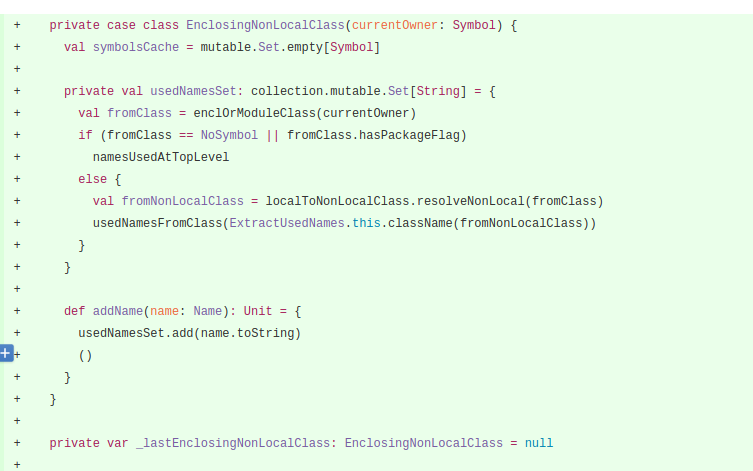 +    private case class EnclosingNonLocalClass(currentOwner: Symbol) {
+      val symbolsCache = mutable.Set.empty[Symbol]
+
+      private val usedNamesSet: collection.mutable.Set[String] = {
+        val fromClass = enclOrModuleClass(currentOwner)
+        if (fromClass == NoSymbol || fromClass.hasPackageFlag)
+          namesUsedAtTopLevel
+        else {
+          val fromNonLocalClass = localToNonLocalClass.resolveNonLocal(fromClass)
+          usedNamesFromClass(ExtractUsedNames.this.className(fromNonLocalClass))
+        }
+      }
+
+      def addName(name: Name): Unit = {
+        usedNamesSet.add(name.toString)
+        ()
+      }
+    }
+
+    private var _lastEnclosingNonLocalClass: EnclosingNonLocalClass = null
+